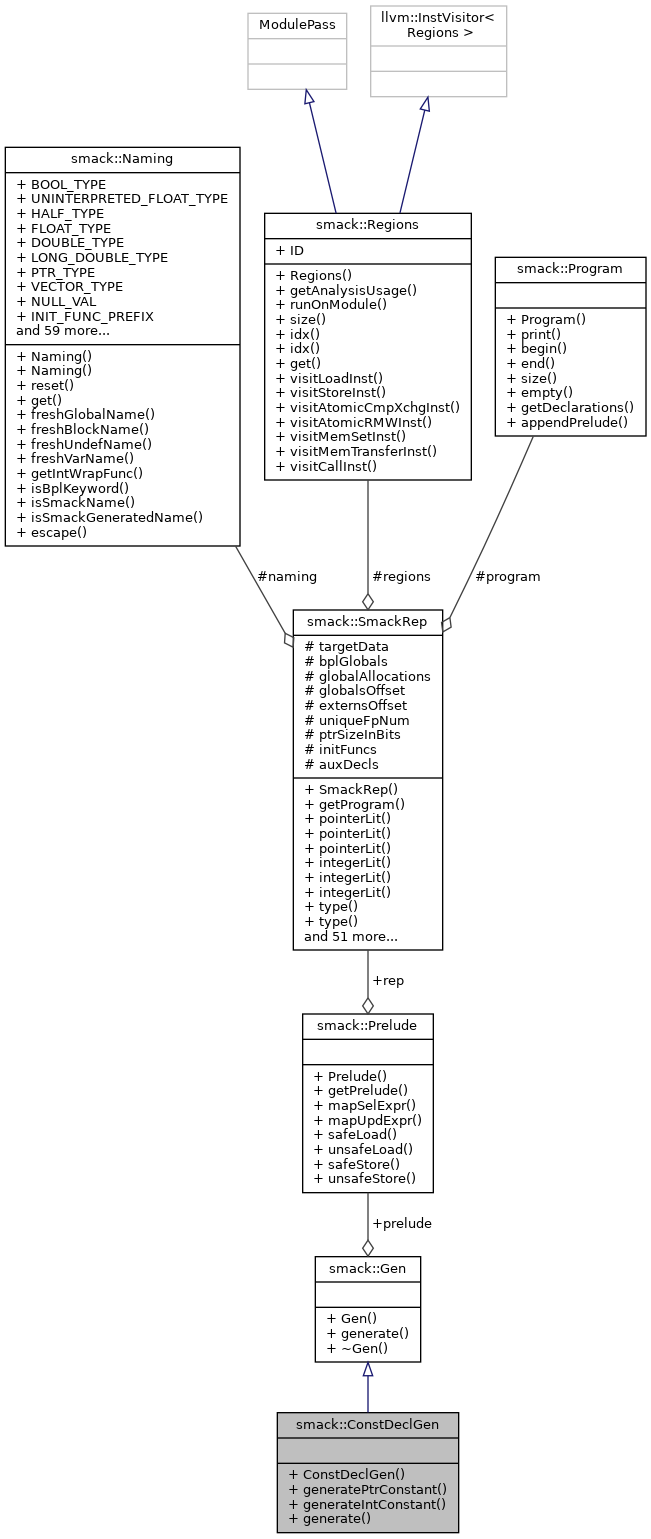 ModulePass
llvm::InstVisitor<
Regions >
smack::Naming
+ BOOL_TYPE
+ UNINTERPRETED_FLOAT_TYPE
+ HALF_TYPE
+ FLOAT_TYPE
+ DOUBLE_TYPE
+ LONG_DOUBLE_TYPE
+ PTR_TYPE
+ VECTOR_TYPE
+ NULL_VAL
+ INIT_FUNC_PREFIX
and 59 more...
+ Naming()
+ Naming()
+ reset()
+ get()
+ freshGlobalName()
+ freshBlockName()
+ freshUndefName()
+ freshVarName()
+ getIntWrapFunc()
+ isBplKeyword()
+ isSmackName()
+ isSmackGeneratedName()
+ escape()
smack::Regions
+ ID
+ Regions()
+ getAnalysisUsage()
+ runOnModule()
+ size()
+ idx()
+ idx()
+ get()
+ visitLoadInst()
+ visitStoreInst()
+ visitAtomicCmpXchgInst()
+ visitAtomicRMWInst()
+ visitMemSetInst()
+ visitMemTransferInst()
+ visitCallInst()
smack::Program
+ Program()
+ print()
+ begin()
+ end()
+ size()
+ empty()
+ getDeclarations()
+ appendPrelude()
#naming
#regions
#program
smack::SmackRep
# targetData
# bplGlobals
# globalAllocations
# globalsOffset
# externsOffset
# uniqueFpNum
# ptrSizeInBits
# initFuncs
# auxDecls
+ SmackRep()
+ getProgram()
+ pointerLit()
+ pointerLit()
+ pointerLit()
+ integerLit()
+ integerLit()
+ integerLit()
+ type()
+ type()
and 51 more...
+rep
smack::Prelude
+ Prelude()
+ getPrelude()
+ mapSelExpr()
+ mapUpdExpr()
+ safeLoad()
+ unsafeLoad()
+ safeStore()
+ unsafeStore()
+prelude
smack::Gen
+ Gen()
+ generate()
+ ~Gen()
smack::ConstDeclGen
+ ConstDeclGen()
+ generatePtrConstant()
+ generateIntConstant()
+ generate()